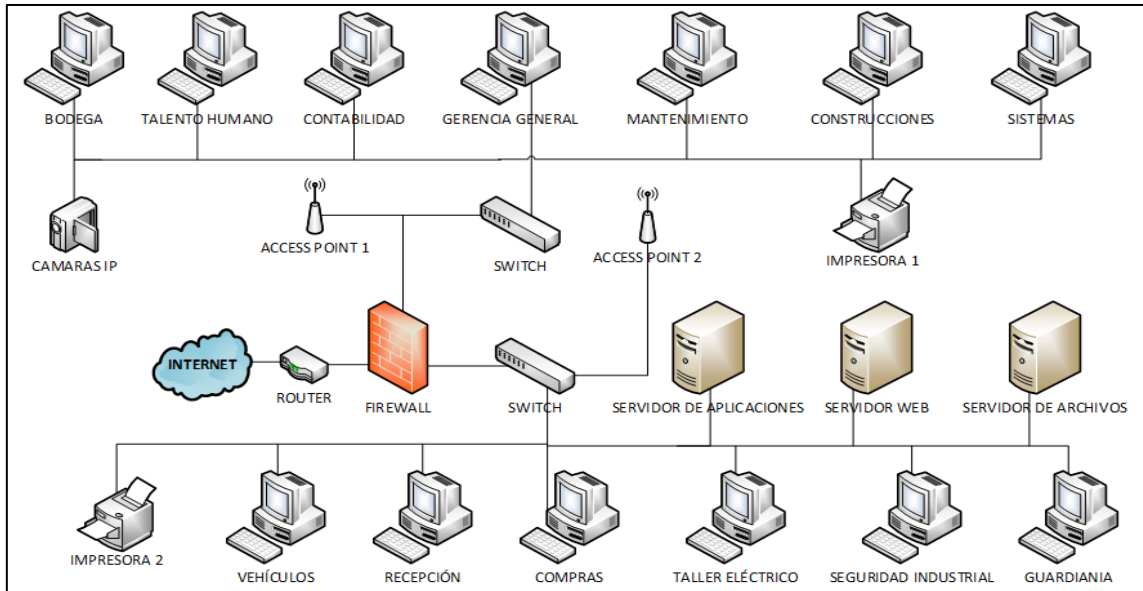 BODEGA
TALENTO HUMANO
CONTABILIDAD
GERENCIA GENERAL
MANTENIMIENTO
CONSTRUCCIONES
SISTEMAS
CAMARAS IP
ACCESS POINT 1
SWITCH
ACCESS POINT 2
IMPRESORA 1
INTERNET
ROUTER
FIREWALL
SWITCH
SERVIDOR DE APLICACIONES
SERVIDOR WEB
SERVIDOR DE ARCHIVOS
IMPRESORA 2
VEHÍCULOS
RECEPCIÓN
COMPRAS
TALLER ELÉCTRICO
SEGURIDAD INDUSTRIAL
GUARDIANIA